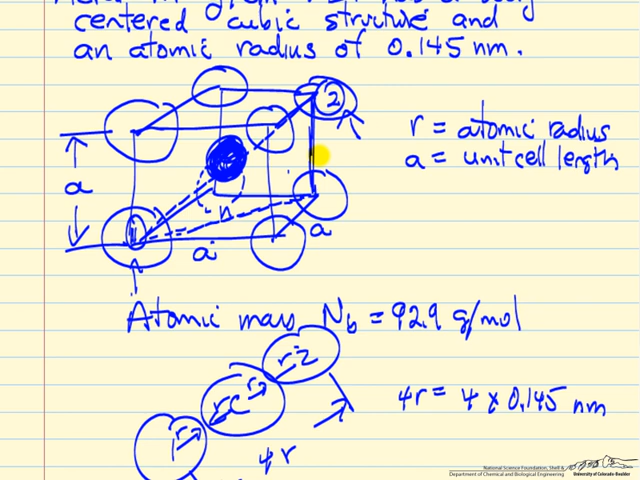 centered cubic structure and
an atomic radius of 0.145 nm.
2
r = atomic radius
a = unit cell length
a
n
1
a
a
Atomic mass Nb = 92.9 g/mol
r 2
r C r
r
4r = 4 x 0.145 nm
4r
National Science Foundation, Shell &
Department of Chemical and Biological Engineering
University of Colorado Boulder